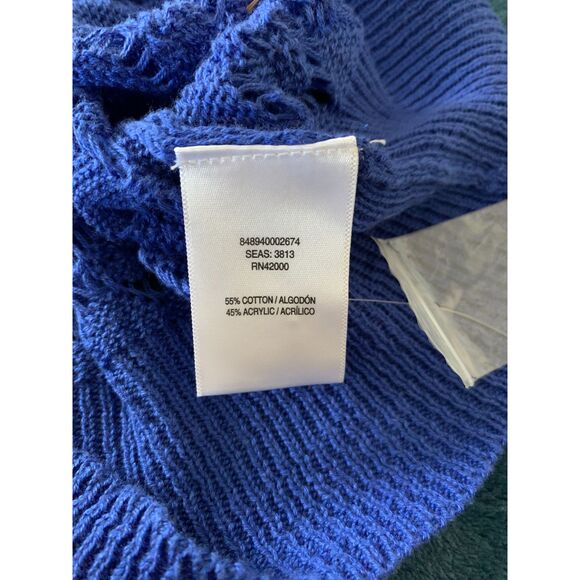 848940002674
SEAS: 3813
RN42000
55% COTTON / ALGODÓN
45% ACRYLIC / ACRÍLICO